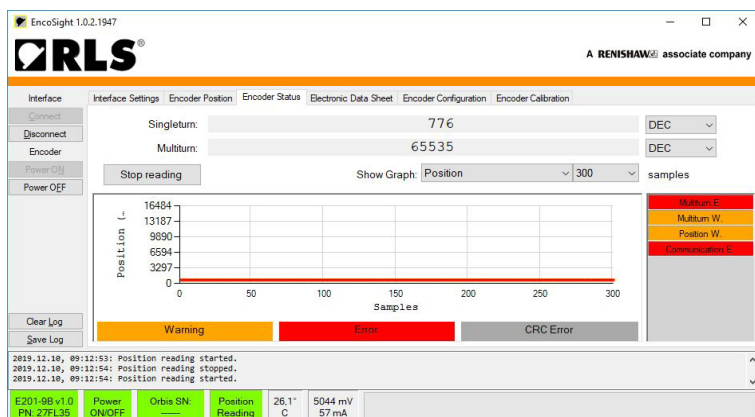 EncoSight 1.0.2.1947
RLS®
A RENISHAW associate company
Interface
Interface Settings Encoder Position Encoder Status Electronic Data Sheet Encoder Configuration Encoder Calibration
Connect
Disconnect
Encoder
Power ON
Power OFF
Singleturn: 776 DEC
Multiturn: 65535 DEC
Stop reading Show Graph: Position 300 samples
Position (…
16484
13187
9890
6594
3297
0
0 50 100 150 200 250 300
Samples
Multiturn E.
Multiturn W.
Position W.
Communication E.
Warning Error CRC Error
Clear Log
Save Log
2019.12.10, 09:12:53: Position reading started.
2019.12.10, 09:12:54: Position reading stopped.
2019.12.10, 09:12:54: Position reading started.
E201-9B v1.0 Power Orbis SN: Position 26,1° 5044 mV
PN: 27FL35 ON/OFF ------ Reading C 57 mA